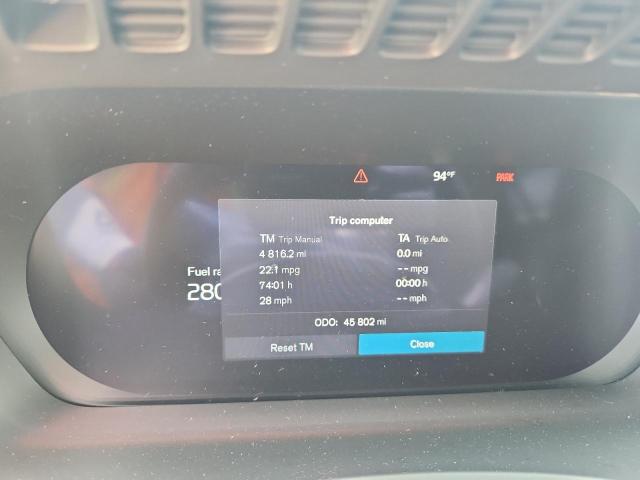 94°F PARK
Trip computer
TM Trip Manual TA Trip Auto
4 816.2 mi 0.0 mi
22.1 mpg -- mpg
74:01 h 00:00 h
28 mph -- mph
ODO: 45 802 mi
Reset TM Close
Fuel
280